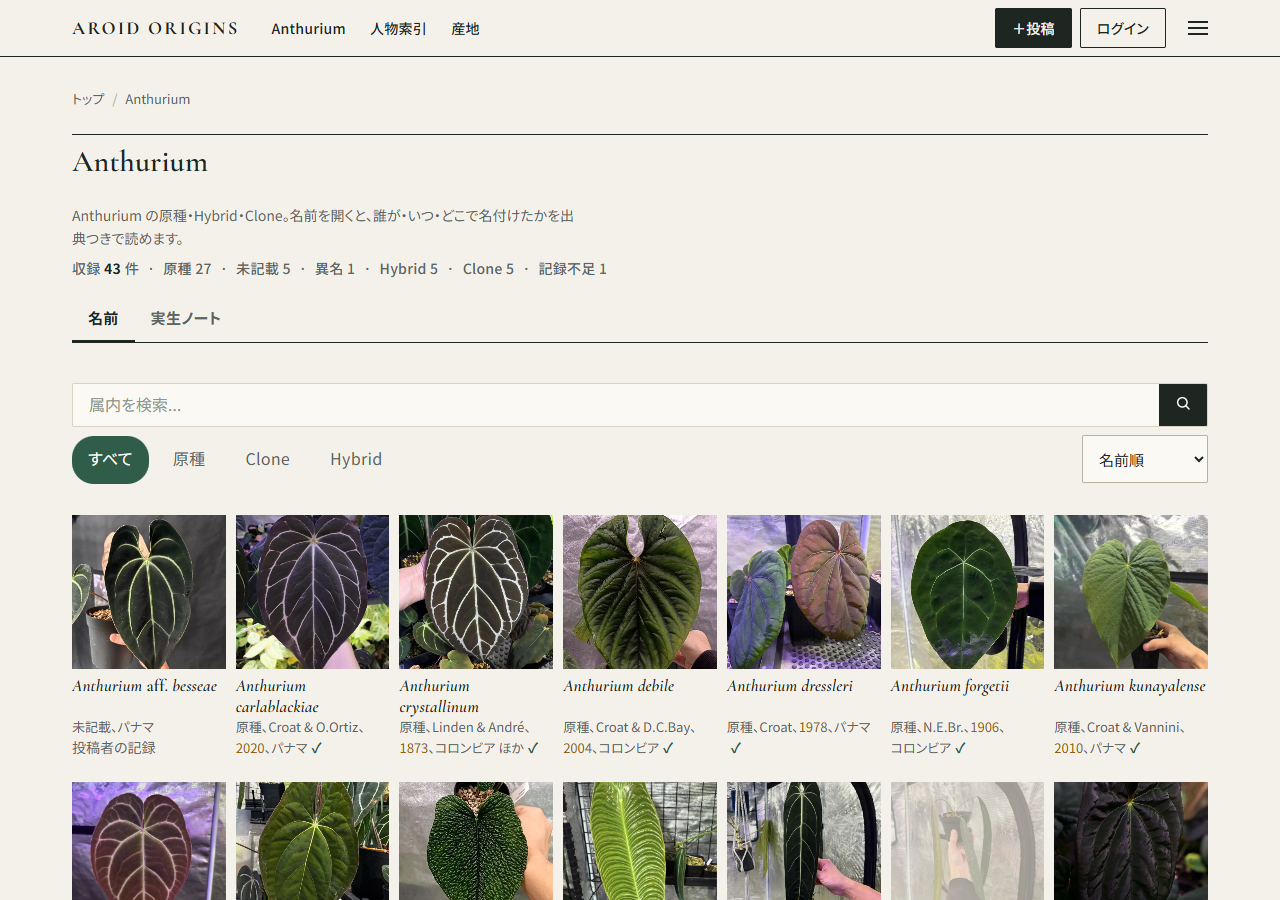 AROID ORIGINS Anthurium 人物索引 産地 ＋投稿 ログイン
トップ / Anthurium
Anthurium
Anthurium の原種・Hybrid・Clone。名前を開くと、誰が・いつ・どこで名付けたかを出
典つきで読めます。
収録 43 件 · 原種 27 · 未記載 5 · 異名 1 · Hybrid 5 · Clone 5 · 記録不足 1
名前 実生ノート
属内を検索...
すべて 原種 Clone Hybrid 名前順
Anthurium aff. besseae
未記載、パナマ
投稿者の記録
Anthurium
carlablackiae
原種、Croat & O.Ortiz、
2020、パナマ ✓
Anthurium
crystallinum
原種、Linden & André、
1873、コロンビア ほか ✓
Anthurium debile
原種、Croat & D.C.Bay、
2004、コロンビア ✓
Anthurium dressleri
原種、Croat、1978、パナマ
✓
Anthurium forgetii
原種、N.E.Br.、1906、
コロンビア ✓
Anthurium kunayalense
原種、Croat & Vannini、
2010、パナマ ✓